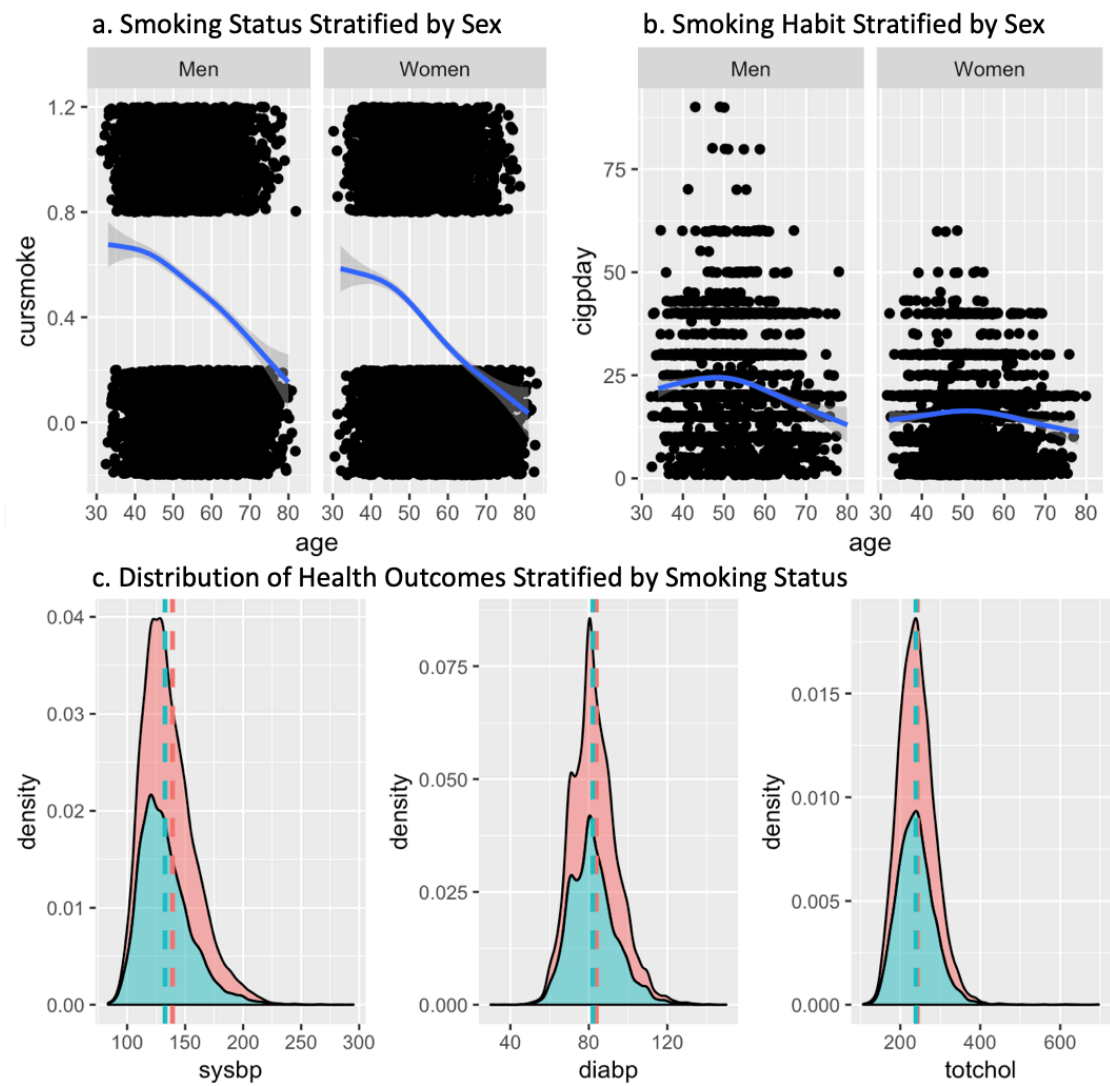 a. Smoking Status Stratified by Sex
Men Women
cursmoke
1.2
0.8
0.4
0.0
30 40 50 60 70 80 30 40 50 60 70 80
age
b. Smoking Habit Stratified by Sex
Men Women
cigpday
75
50
25
0
30 40 50 60 70 80 30 40 50 60 70 80
age
c. Distribution of Health Outcomes Stratified by Smoking Status
density
0.04
0.03
0.02
0.01
0.00
100 150 200 250 300
sysbp
density
0.075
0.050
0.025
0.000
40 80 120
diabp
density
0.015
0.010
0.005
0.000
200 400 600
totchol